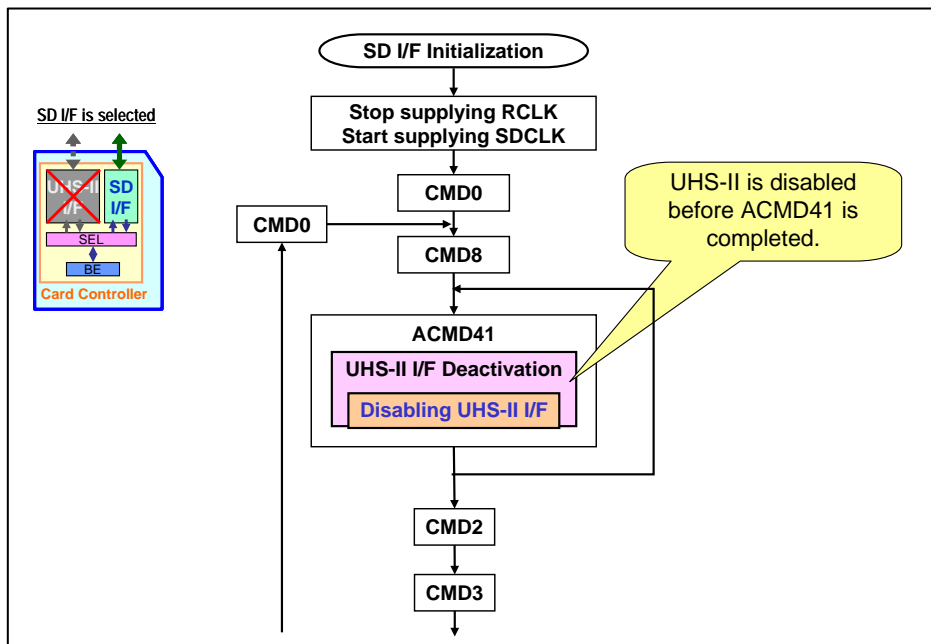 SD I/F Initialization
Stop supplying RCLK
Start supplying SDCLK
CMD0
CMD0
CMD8
ACMD41
UHS-II I/F Deactivation
Disabling UHS-II I/F
CMD2
CMD3
UHS-II is disabled
before ACMD41 is
completed.
SD I/F is selected
UHS-II
I/F
SD
I/F
SEL
BE
Card Controller